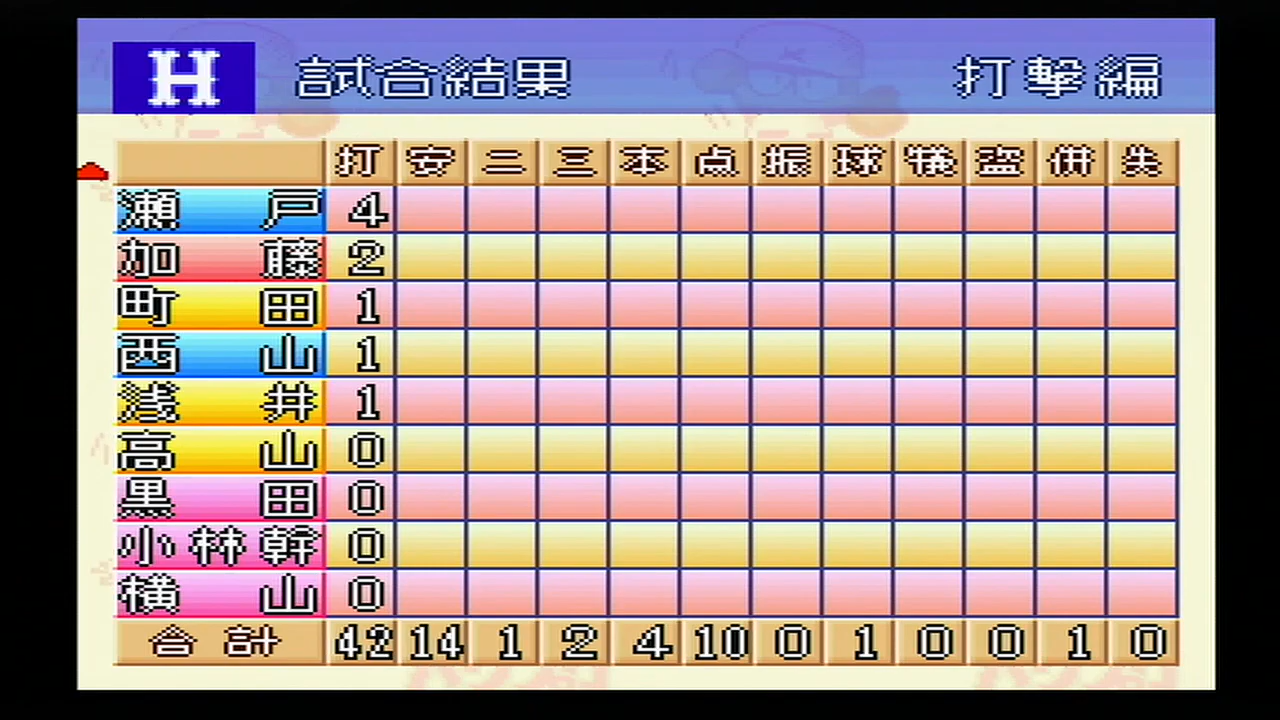 H 試合結果 打撃編
打 安 二 三 本 点 振 球 犠 盗 併 失
瀬戸 4
加藤 2
町田 1
西山 1
浅井 1
高山 0
黒田 0
小林幹 0
横山 0
合計 42 14 1 2 4 10 0 1 0 0 1 0